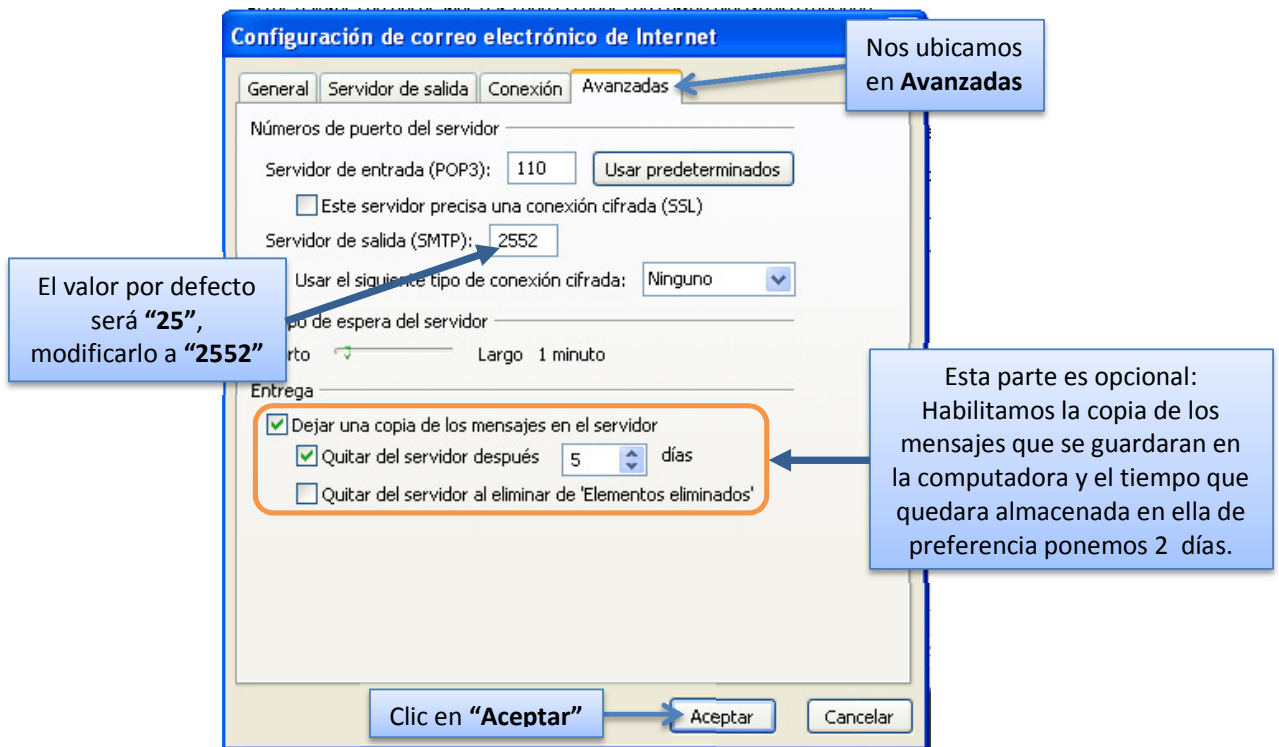 Configuración de correo electrónico de Internet
Nos ubicamos
en Avanzadas
General Servidor de salida Conexión Avanzadas
Números de puerto del servidor
Servidor de entrada (POP3): 110 Usar predeterminados
Este servidor precisa una conexión cifrada (SSL)
Servidor de salida (SMTP): 2552
Usar el siguiente tipo de conexión cifrada: Ninguno
El valor por defecto
será “25”,
modificarlo a “2552”
de espera del servidor
Largo 1 minuto
Entrega
Dejar una copia de los mensajes en el servidor
Quitar del servidor después 5 días
Quitar del servidor al eliminar de 'Elementos eliminados'
Esta parte es opcional:
Habilitamos la copia de los
mensajes que se guardaran en
la computadora y el tiempo que
quedara almacenada en ella de
preferencia ponemos 2 días.
Clic en “Aceptar”
Aceptar Cancelar